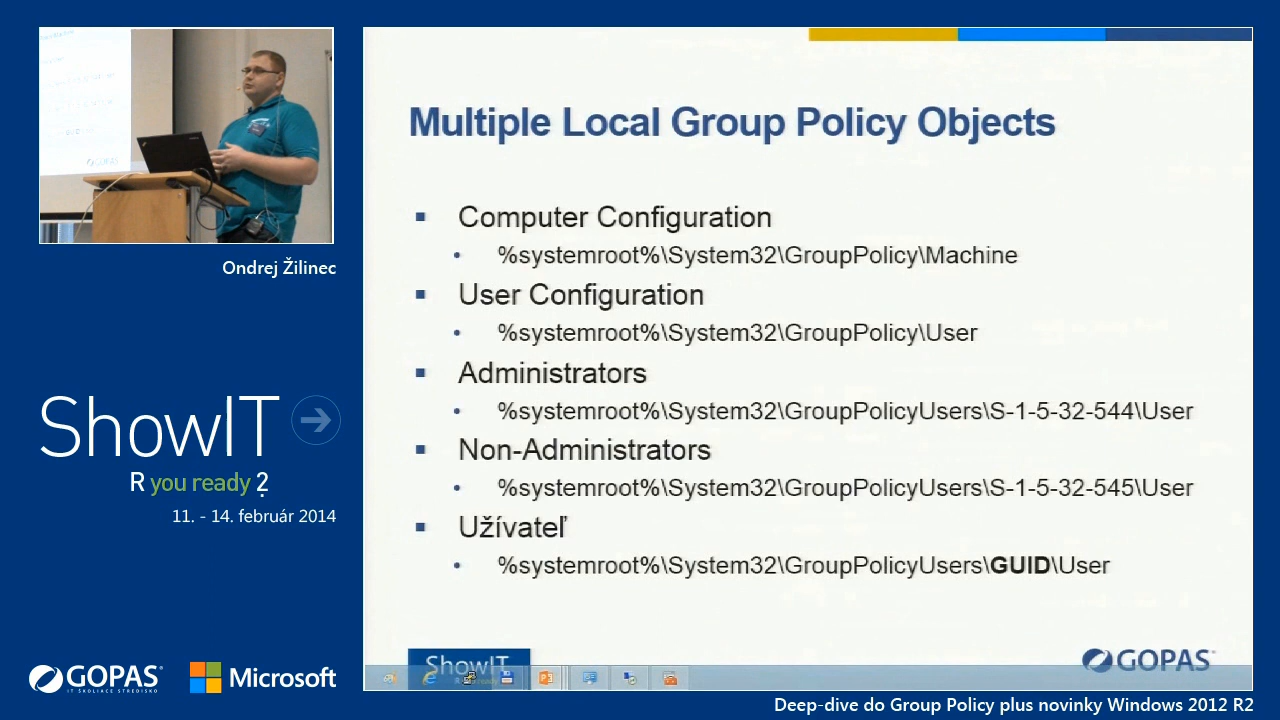 Multiple Local Group Policy Objects
Computer Configuration
%systemroot%\System32\GroupPolicy\Machine
User Configuration
%systemroot%\System32\GroupPolicy\User
Administrators
%systemroot%\System32\GroupPolicyUsers\S-1-5-32-544\User
Non-Administrators
%systemroot%\System32\GroupPolicyUsers\S-1-5-32-545\User
Užívateľ
%systemroot%\System32\GroupPolicyUsers\GUID\User
ShowIT
GOPAS
GOPAS
Ondrej Žilinec
ShowIT
R you ready ?
11. - 14. február 2014
GOPAS
IT ŠKOLIACE STREDISKO
Microsoft
Deep-dive do Group Policy plus novinky Windows 2012 R2